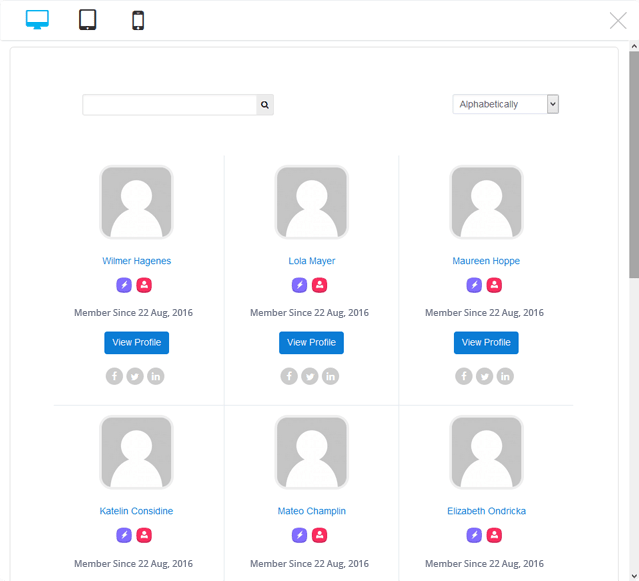 Alphabetically
Wilmer Hagenes
Lola Mayer
Maureen Hoppe
Member Since 22 Aug, 2016
Member Since 22 Aug, 2016
Member Since 22 Aug, 2016
View Profile
View Profile
View Profile
Katelin Considine
Mateo Champlin
Elizabeth Ondricka
Member Since 22 Aug, 2016
Member Since 22 Aug, 2016
Member Since 22 Aug, 2016